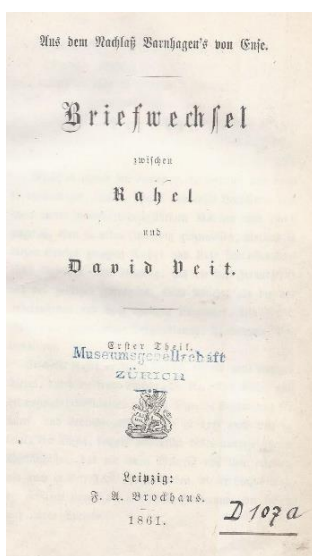 Aus dem Nachlaß Varnhagen's von Ense.
Briefwechsel
zwischen
Rahel
und
David Veit.
Erster Theil.
Museumsgesellschaft
ZÜRICH
Leipzig:
F. A. Brockhaus.
1861.
D 107 a